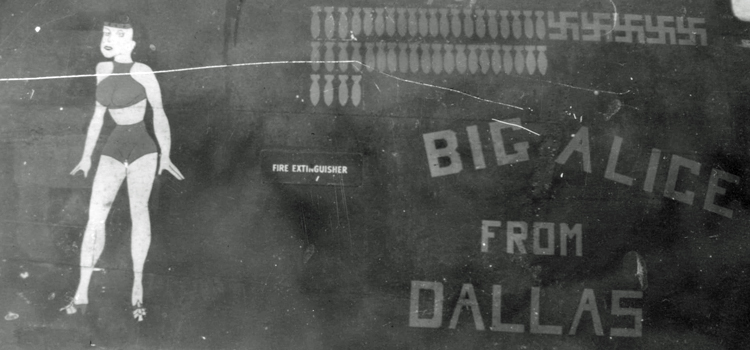 FIRE EXTINGUISHER
BIG ALICE
FROM
DALLAS